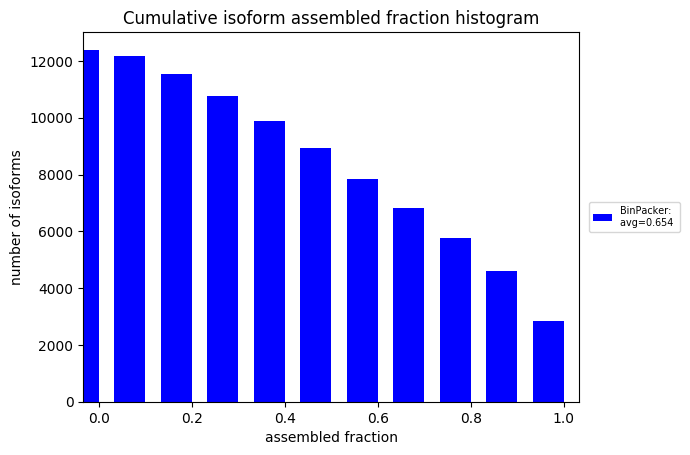 Cumulative isoform assembled fraction histogram
number of isoforms
12000
10000
8000
6000
4000
2000
0
0.0 0.2 0.4 0.6 0.8 1.0
assembled fraction
BinPacker:
avg=0.654